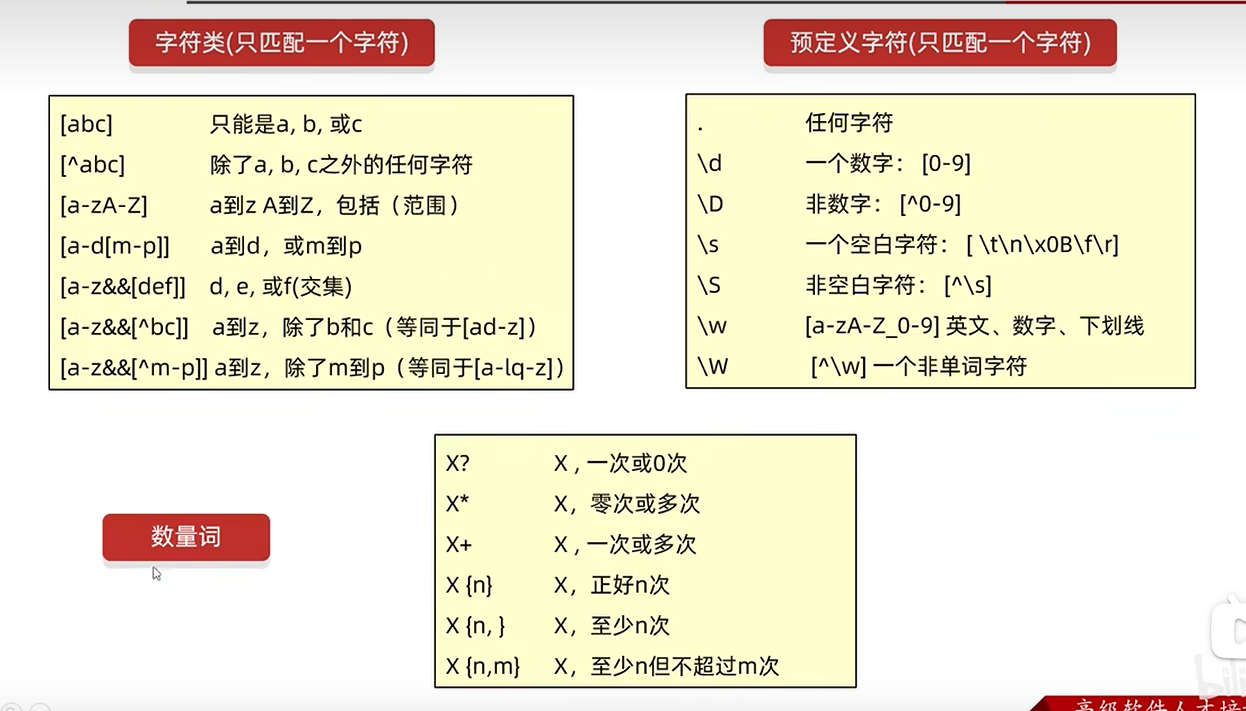 字符类(只匹配一个字符)
[abc] 只能是a, b, 或c
[^abc] 除了a, b, c之外的任何字符
[a-zA-Z] a到z A到Z，包括（范围）
[a-d[m-p]] a到d，或m到p
[a-z&&[def]] d, e, 或f(交集)
[a-z&&[^bc]] a到z，除了b和c（等同于[ad-z]）
[a-z&&[^m-p]] a到z，除了m到p（等同于[a-lq-z]）
预定义字符(只匹配一个字符)
. 任何字符
\d 一个数字： [0-9]
\D 非数字： [^0-9]
\s 一个空白字符： [ \t\n\x0B\f\r]
\S 非空白字符： [^\s]
\w [a-zA-Z_0-9] 英文、数字、下划线
\W [^\w] 一个非单词字符
数量词
X? X , 一次或0次
X* X，零次或多次
X+ X , 一次或多次
X {n} X，正好n次
X {n, } X，至少n次
X {n,m} X，至少n但不超过m次
bili
高级软件人才培